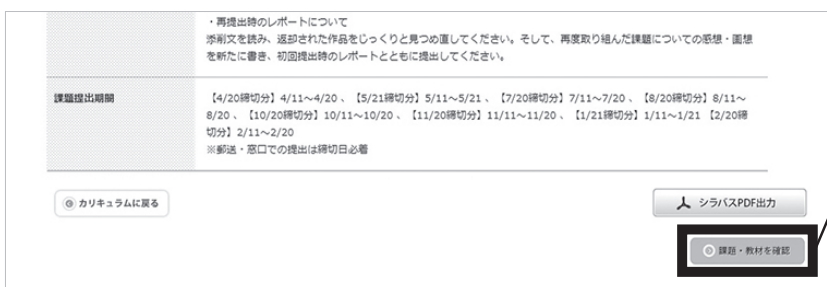 ・再提出時のレポートについて
添削文を読み、返却された作品をじっくりと見つめ直してください。そして、再度取り組んだ課題についての感想・画想
を新たに書き、初回提出時のレポートとともに提出してください。
課題提出期間
【4/20締切分】4/11～4/20 、【5/21締切分】5/11～5/21 、【7/20締切分】7/11～7/20 、【8/20締切分】8/11～
8/20 、【10/20締切分】10/11～10/20 、【11/20締切分】11/11～11/20 、【1/21締切分】1/11～1/21 【2/20締
切分】2/11～2/20
※郵送・窓口での提出は締切日必着
カリキュラムに戻る
シラバスPDF出力
課題・教材を確認